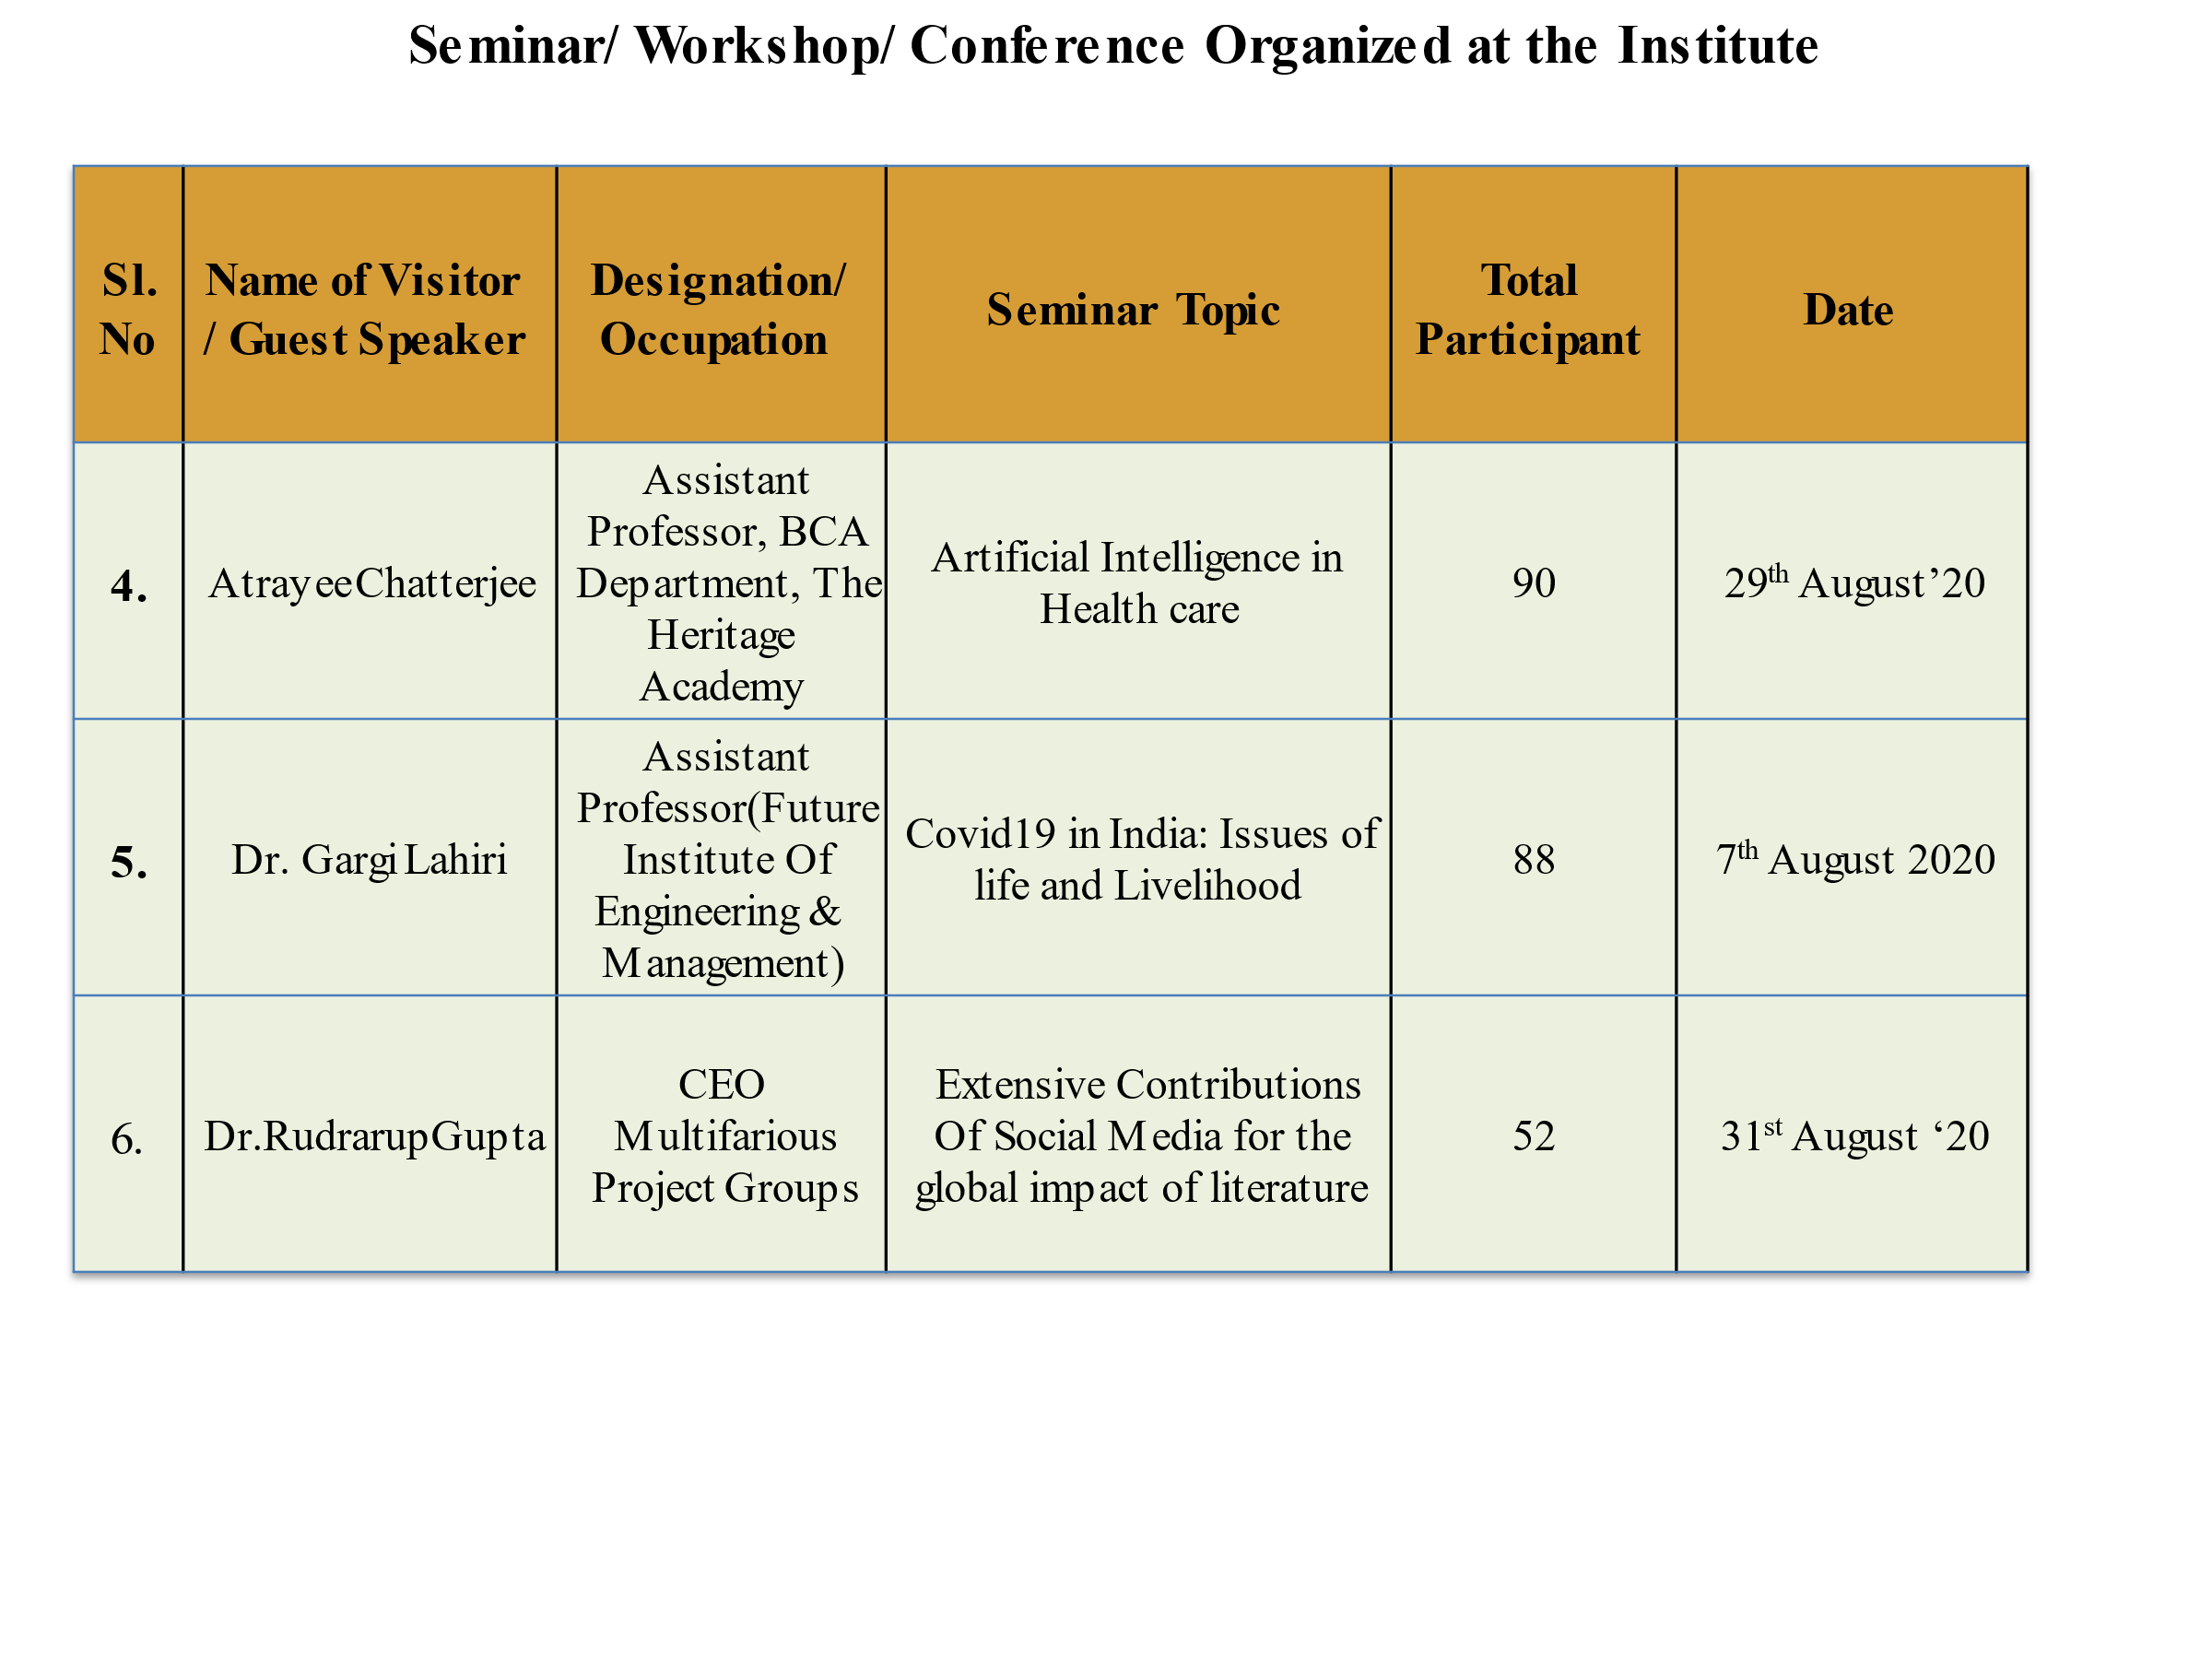 Seminar/ Workshop/ Conference Organized at the Institute
Sl.
No
Name of Visitor
/ Guest Speaker
Designation/
Occupation
Seminar Topic
Total
Participant
Date
4.
AtrayeeChatterjee
Assistant
Professor, BCA
Department, The
Heritage
Academy
Artificial Intelligence in
Health care
90
29th August’20
5.
Dr. Gargi Lahiri
Assistant
Professor(Future
Institute Of
Engineering &
Management)
Covid19 in India: Issues of
life and Livelihood
88
7th August 2020
6.
Dr.RudrarupGupta
CEO
Multifarious
Project Groups
Extensive Contributions
Of Social Media for the
global impact of literature
52
31st August ‘20